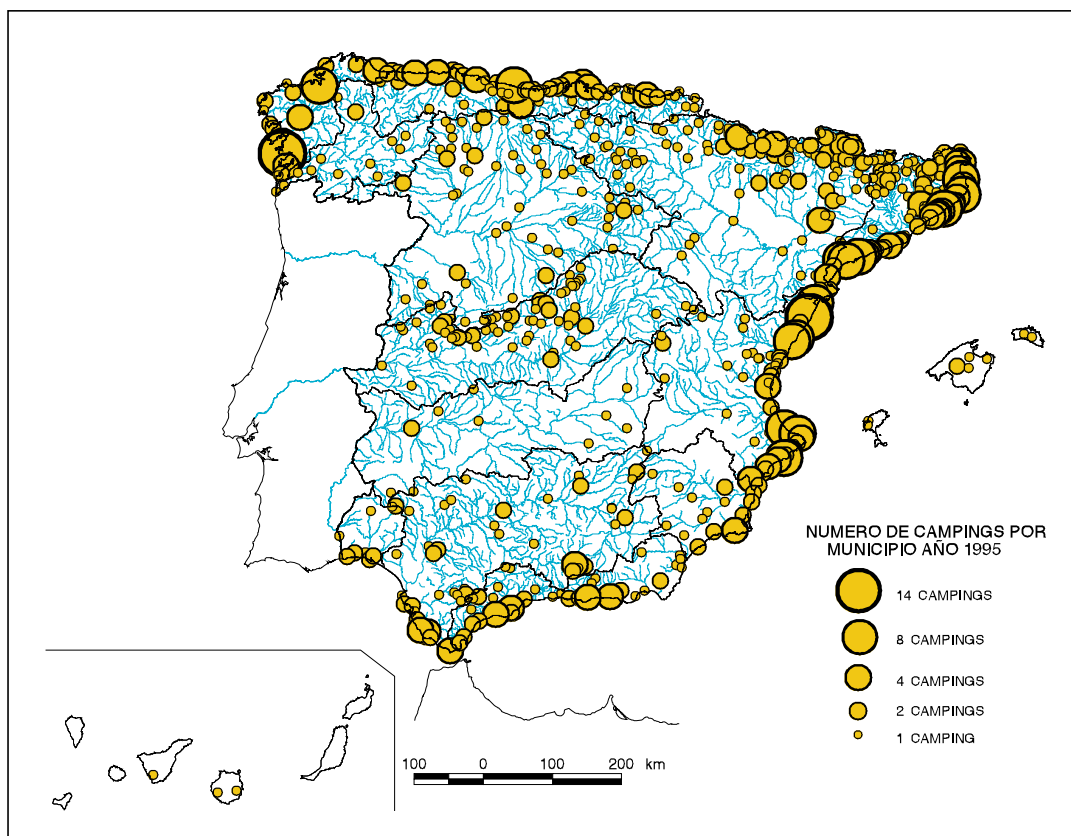 NUMERO DE CAMPINGS POR
MUNICIPIO AÑO 1995
14 CAMPINGS
8 CAMPINGS
4 CAMPINGS
2 CAMPINGS
1 CAMPING
100 0 100 200 km